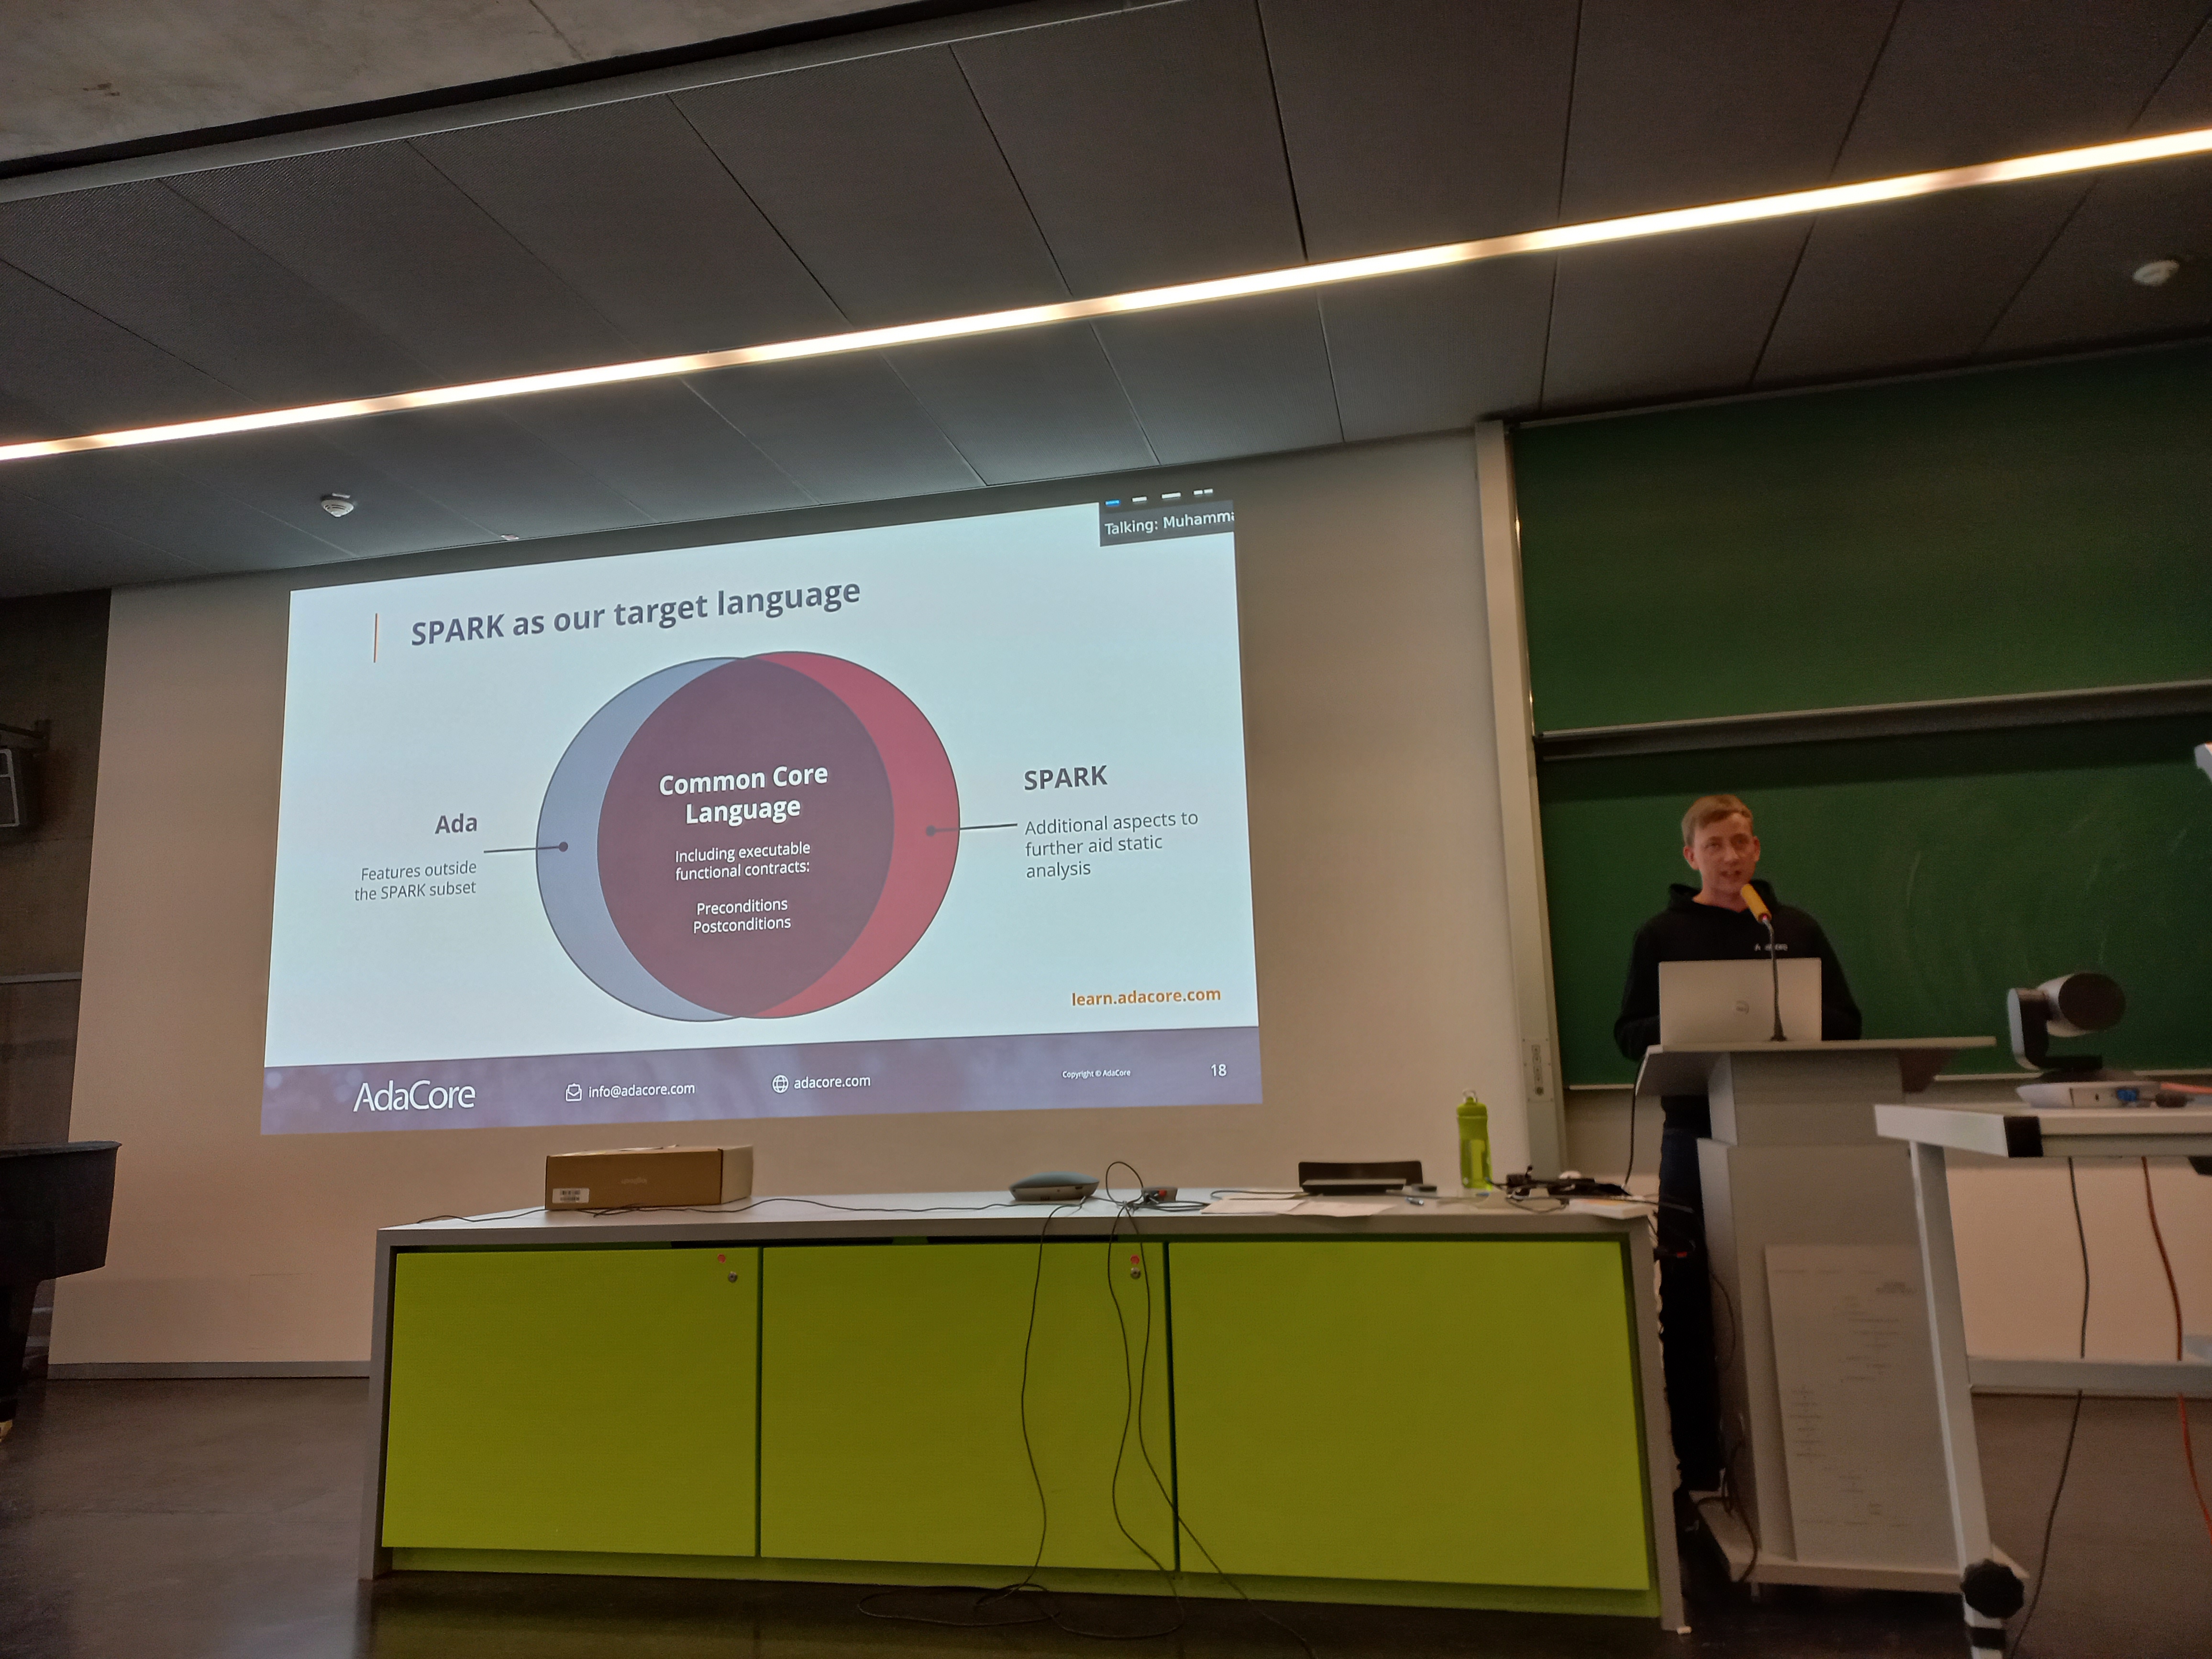 Talking: Muhamma
SPARK as our target language
Common Core
Language
Including executable
functional contracts:
Preconditions
Postconditions
Ada
Features outside
the SPARK subset
SPARK
Additional aspects to
further aid static
analysis
learn.adacore.com
AdaCore
info@adacore.com
adacore.com
Copyright © AdaCore
18